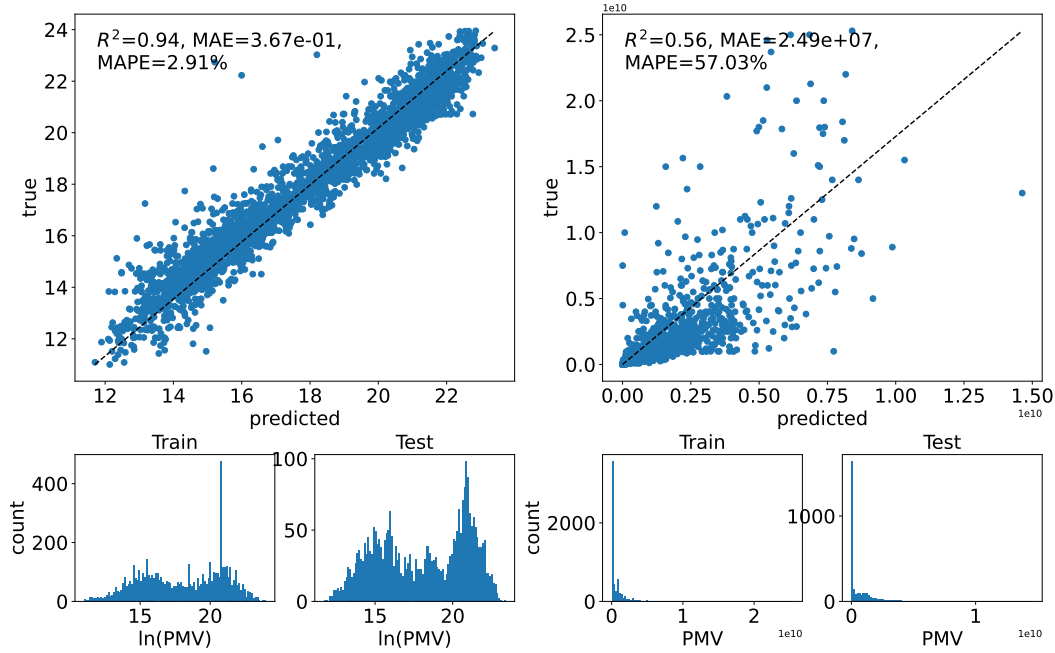 1e10
R²=0.94, MAE=3.67e-01,
MAPE=2.91%
R²=0.56, MAE=2.49e+07,
MAPE=57.03%
24
22
20
18
16
14
12
true
12 14 16 18 20 22
predicted
2.5
2.0
1.5
1.0
0.5
0.0
true
0.00 0.25 0.50 0.75 1.00 1.25 1.50
predicted
1e10
Train
Test
Train
Test
400
200
0
count
15 20
ln(PMV)
100
50
0
15 20
ln(PMV)
2000
0
count
0 1 2
PMV
1e10
1000
0
0 1
PMV
1e10